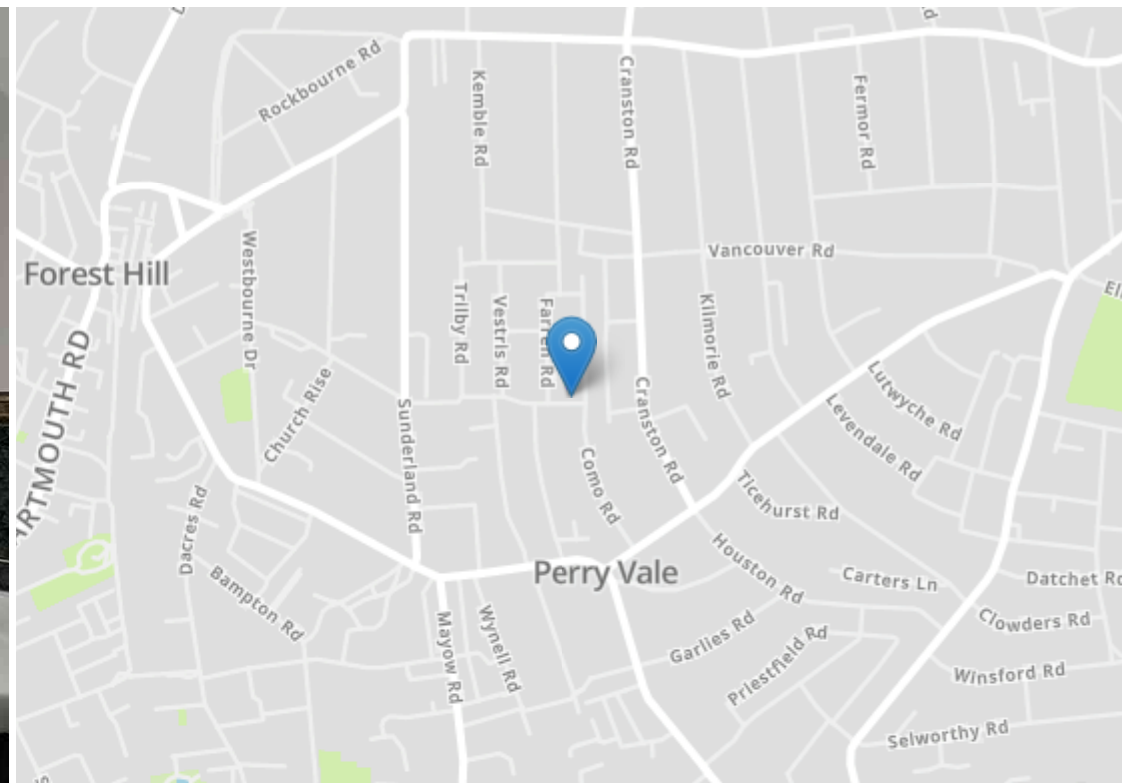 Rockbourne Rd
Kemble Rd
Cranston Rd
Fermor Rd
Forest Hill
Westbourne Dr
Vancouver Rd
Trilby Rd
Vestris Rd
Kilmorie Rd
DARTMOUTH RD
Church Rise
Sunderland Rd
Cranston Rd
Lutwyche Rd
Levendale Rd
Como Rd
Ticehurst Rd
Dacres Rd
Bampton Rd
Perry Vale
Houston Rd
Carters Ln
Datchet Rd
Mayow Rd
Wynell Rd
Garlies Rd
Priestfield Rd
Clowders Rd
Winsford Rd
Selworthy Rd